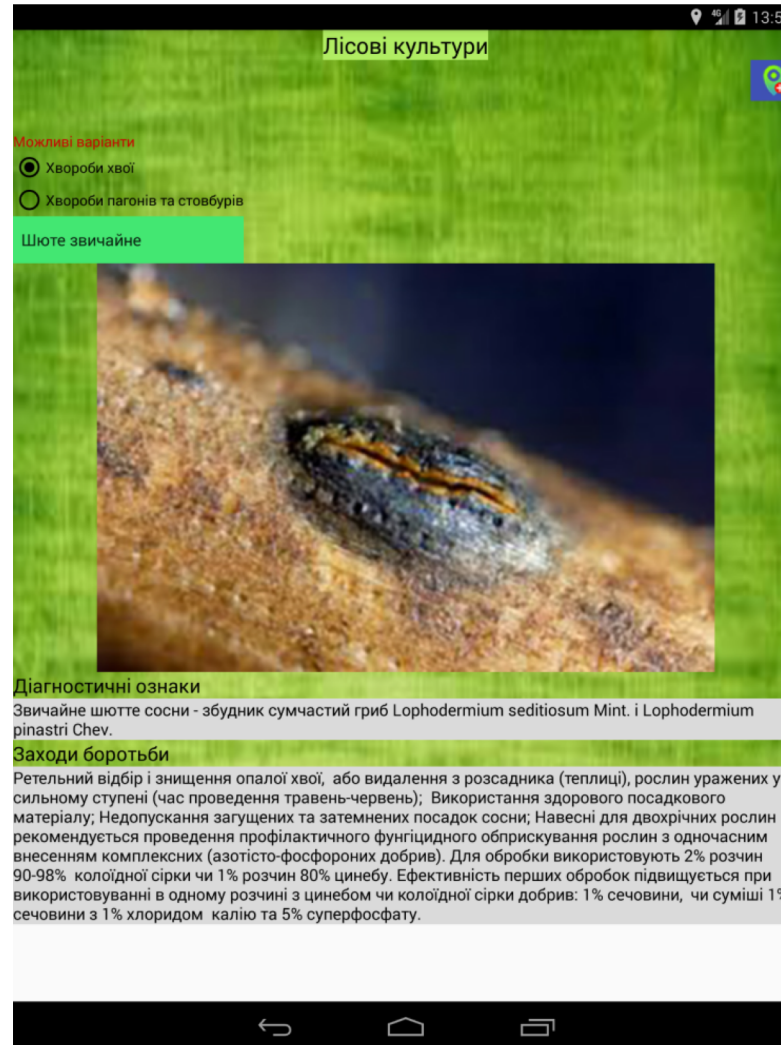 4G 13:5
Лісові культури
Можливі варіанти
Хвороби хвої
Хвороби пагонів та стовбурів
Шюте звичайне
Діагностичні ознаки
Звичайне шютте сосни - збудник сумчастий гриб Lophodermium seditiosum Mint. і Lophodermium
pinastri Chev.
Заходи боротьби
Ретельний відбір і знищення опалої хвої, або видалення з розсадника (теплиці), рослин уражених у
сильному ступені (час проведення травень-червень); Використання здорового посадкового
матеріалу; Недопускання загущених та затемнених посадок сосни; Навесні для двохрічних рослин
рекомендується проведення профілактичного фунгіцидного обприскування рослин з одночасним
внесенням комплексних (азотісто-фосфороних добрив). Для обробки використовують 2% розчин
90-98% колоїдної сірки чи 1% розчин 80% цинебу. Ефективність перших обробок підвищується при
використовуванні в одному розчині з цинебом чи колоїдної сірки добрив: 1% сечовини, чи суміші 1%
сечовини з 1% хлоридом калію та 5% суперфосфату.